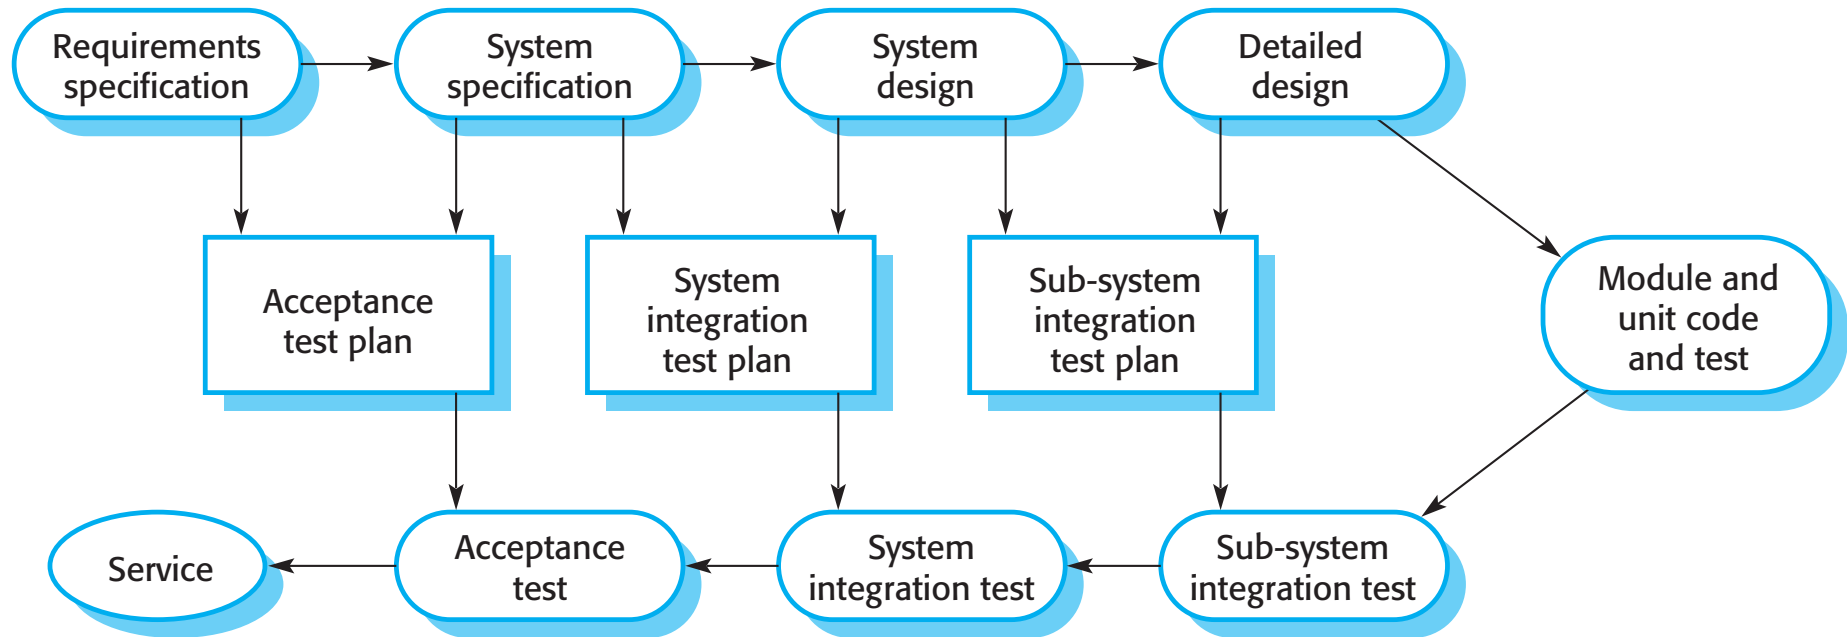 Requirements
specification
System
specification
System
design
Detailed
design
Acceptance
test plan
System
integration
test plan
Sub-system
integration
test plan
Module and
unit code
and test
Service
Acceptance
test
System
integration test
Sub-system
integration test